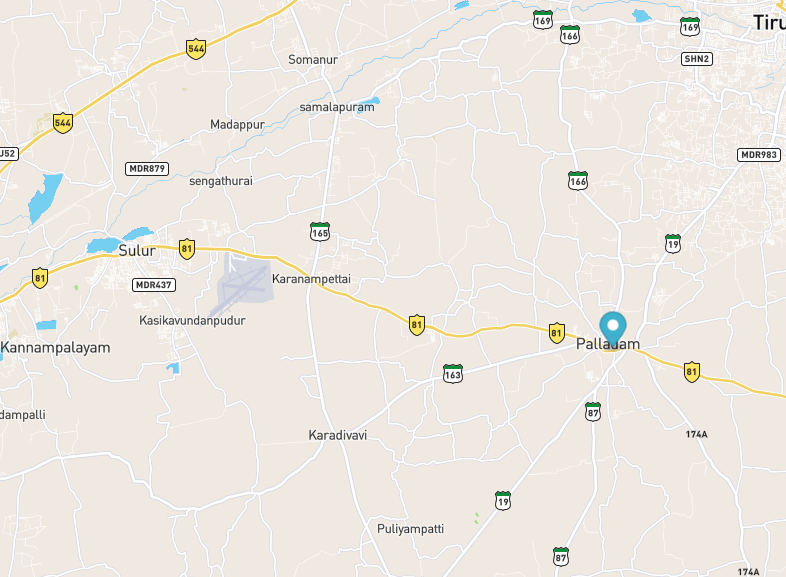 169
169
Tiru
544
166
Somanur
SHN2
samalapuram
544
Madappur
U52
MDR983
MDR879
sengathurai
166
165
19
Sulur
81
81
Karanampettai
MDR437
Kasikavundanpudur
81
81
Kannampalayam
Palladam
163
81
87
dampalli
Karadivavi
174A
19
Puliyampatti
87
174A